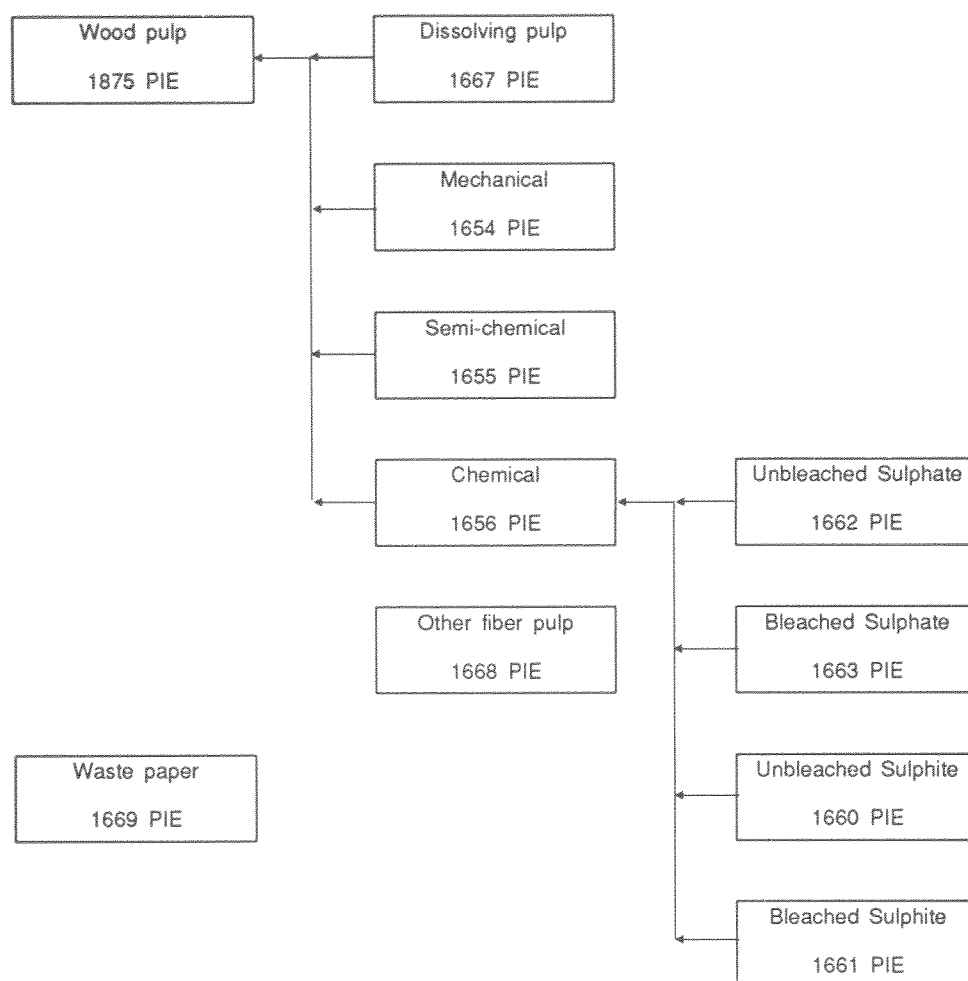 Wood pulp
1875 PIE
Dissolving pulp
1667 PIE
Mechanical
1654 PIE
Semi-chemical
1655 PIE
Chemical
1656 PIE
Unbleached Sulphate
1662 PIE
Other fiber pulp
1668 PIE
Bleached Sulphate
1663 PIE
Waste paper
1669 PIE
Unbleached Sulphite
1660 PIE
Bleached Sulphite
1661 PIE